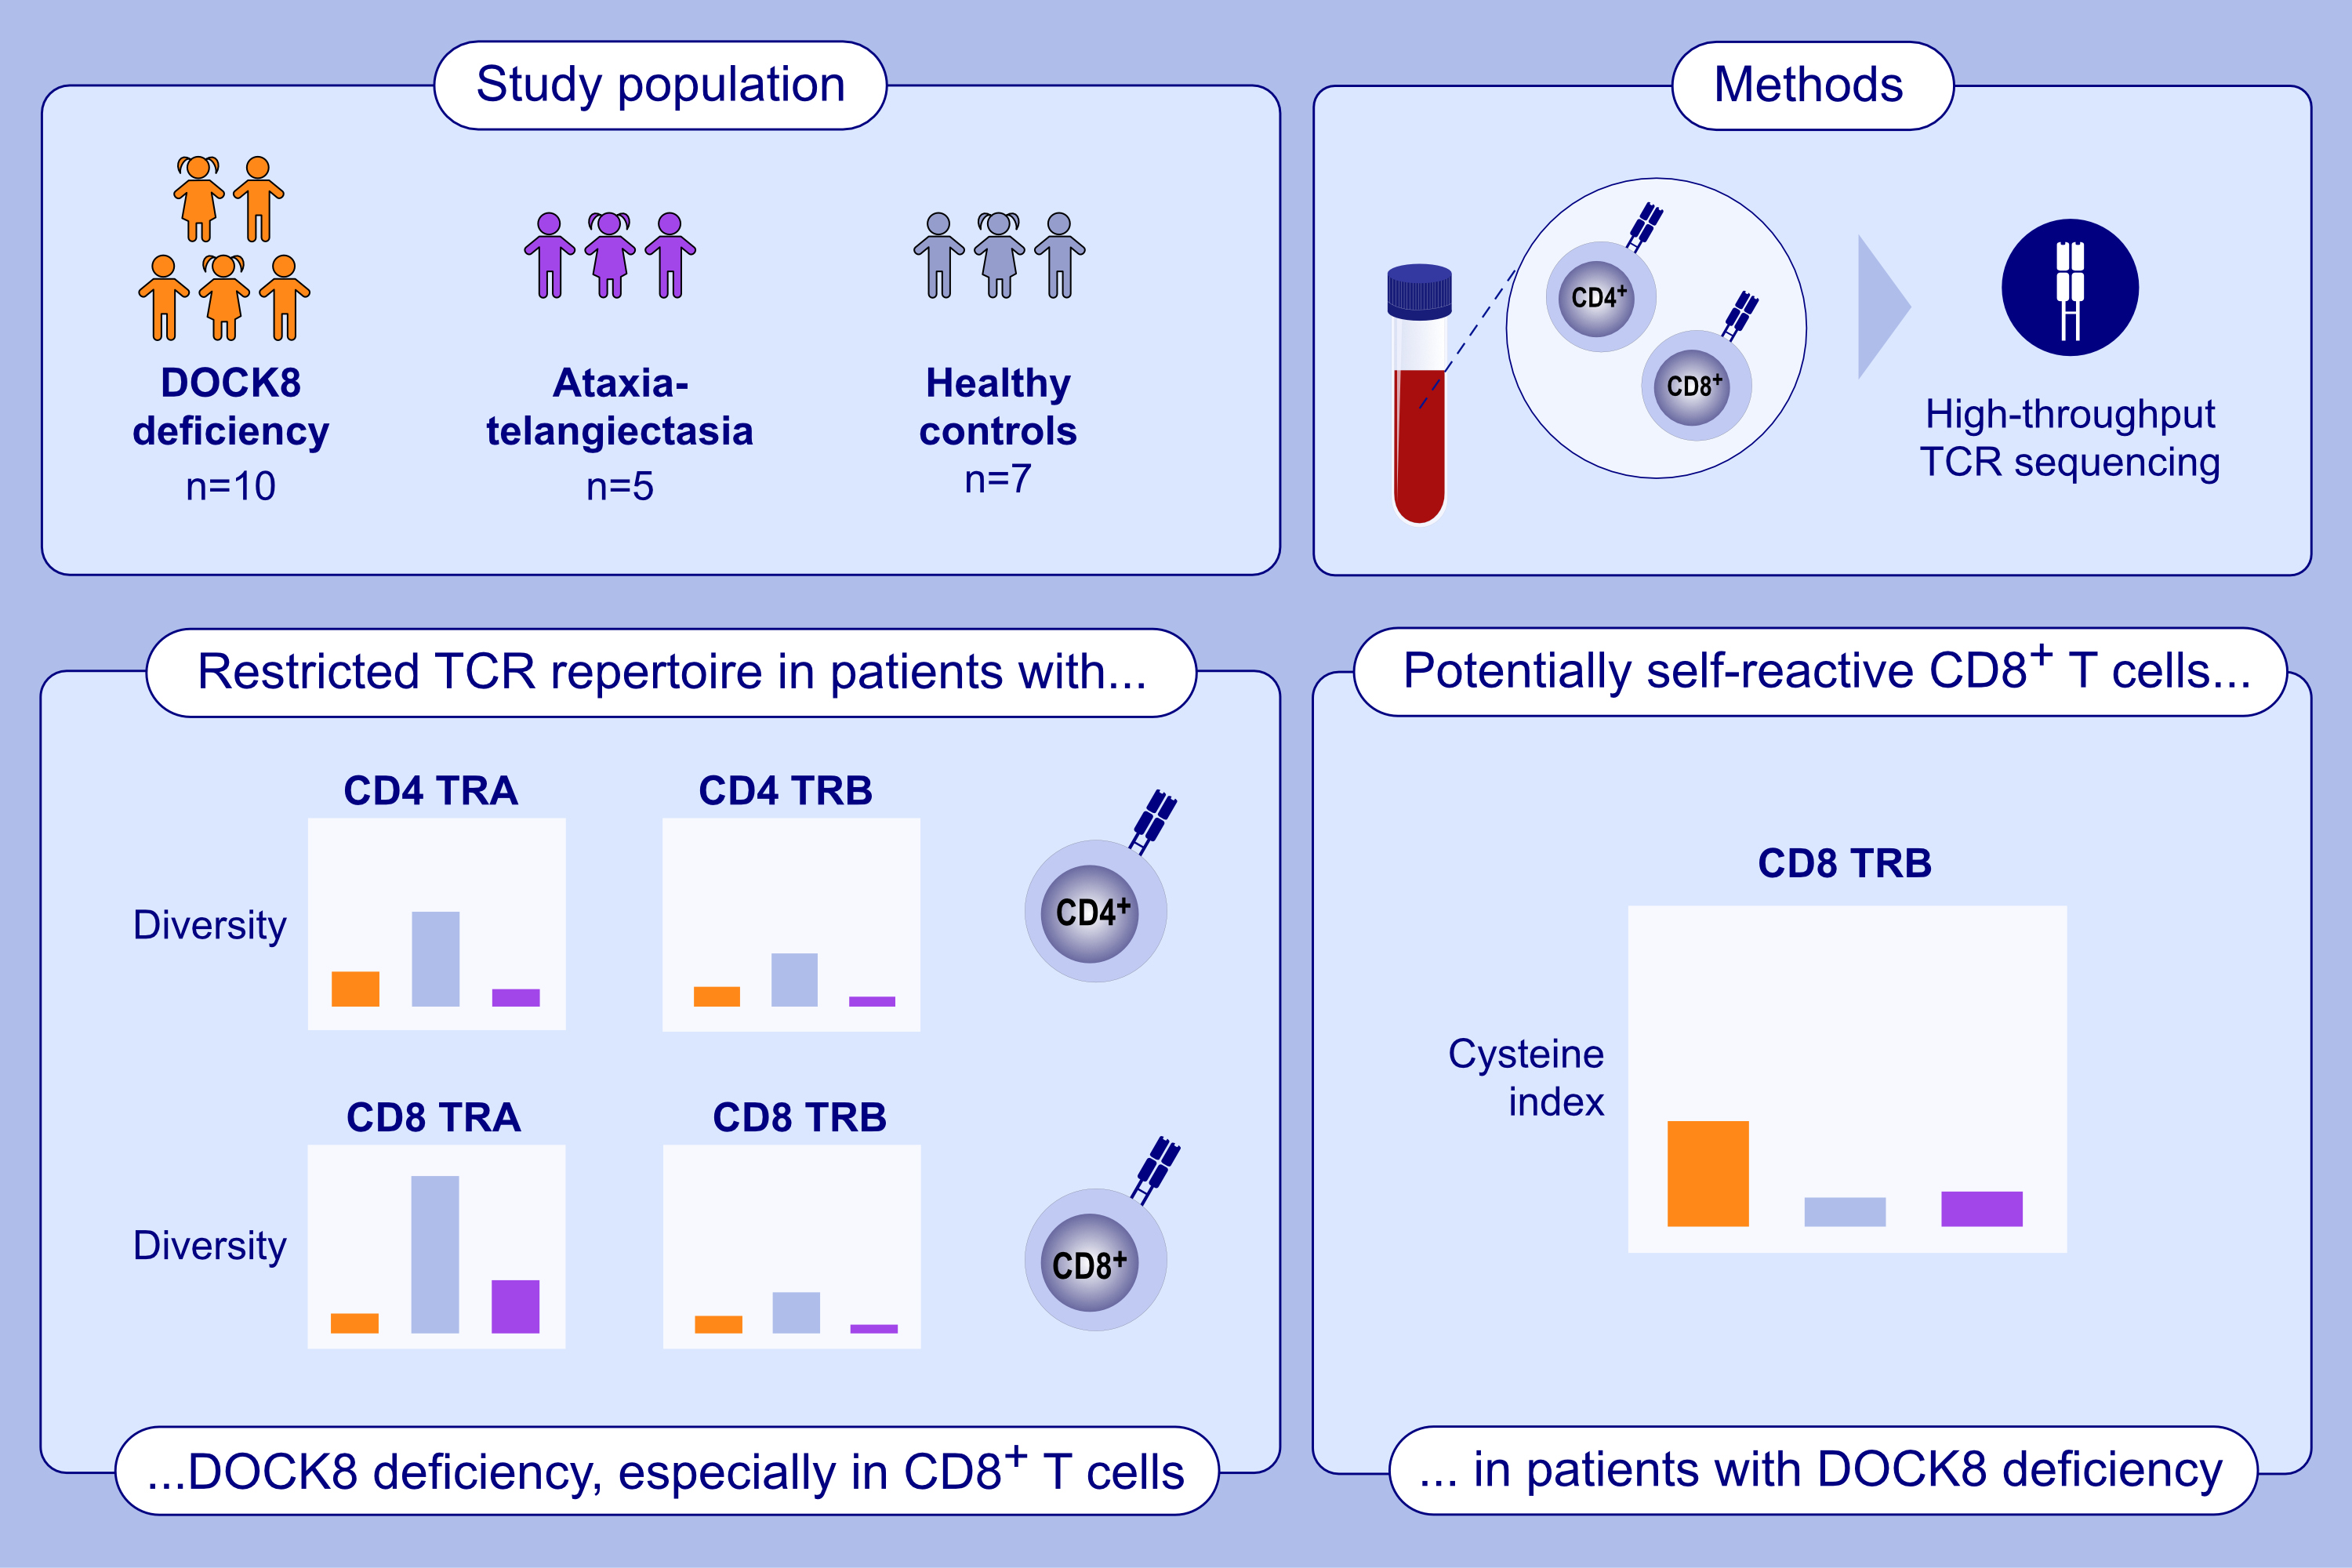 Study population
DOCK8
deficiency
n=10
Ataxia-
telangiectasia
n=5
Healthy
controls
n=7
Methods
CD4+
CD8+
High-throughput
TCR sequencing
Restricted TCR repertoire in patients with...
CD4 TRA
CD4 TRB
Diversity
CD4+
CD8 TRA
CD8 TRB
Diversity
CD8+
...DOCK8 deficiency, especially in CD8+ T cells
Potentially self-reactive CD8+ T cells...
CD8 TRB
Cysteine
index
... in patients with DOCK8 deficiency